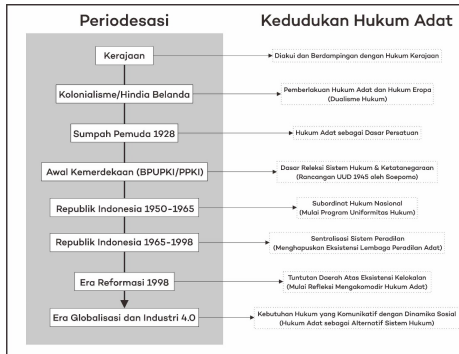 Periodesasi
Kedudukan Hukum Adat
Kerajaan
Diakui dan Berdampingan dengan Hukum Kerajaan
Kolonialisme/Hindia Belanda
Pemberlakuan Hukum Adat dan Hukum Eropa
(Dualisme Hukum)
Sumpah Pemuda 1928
Hukum Adat sebagai Dasar Persatuan
Awal Kemerdekaan (BPUPKI/PPKI)
Dasar Releksi Sistem Hukum & Ketatanegaraan
(Rancangan UUD 1945 oleh Soepomo)
Republik Indonesia 1950-1965
Subordinat Hukum Nasional
(Mulai Program Uniformitas Hukum)
Republik Indonesia 1965-1998
Sentralisasi Sistem Peradilan
(Menghapuskan Eksistensi Lembaga Peradilan Adat)
Era Reformasi 1998
Tuntutan Daerah Atas Eksistensi Kelokalan
(Mulai Refleksi Mengakomodir Hukum Adat)
Era Globalisasi dan Industri 4.0
Kebutuhan Hukum yang Komunikatif dengan Dinamika Sosial
(Hukum Adat sebagai Alternatif Sistem Hukum)